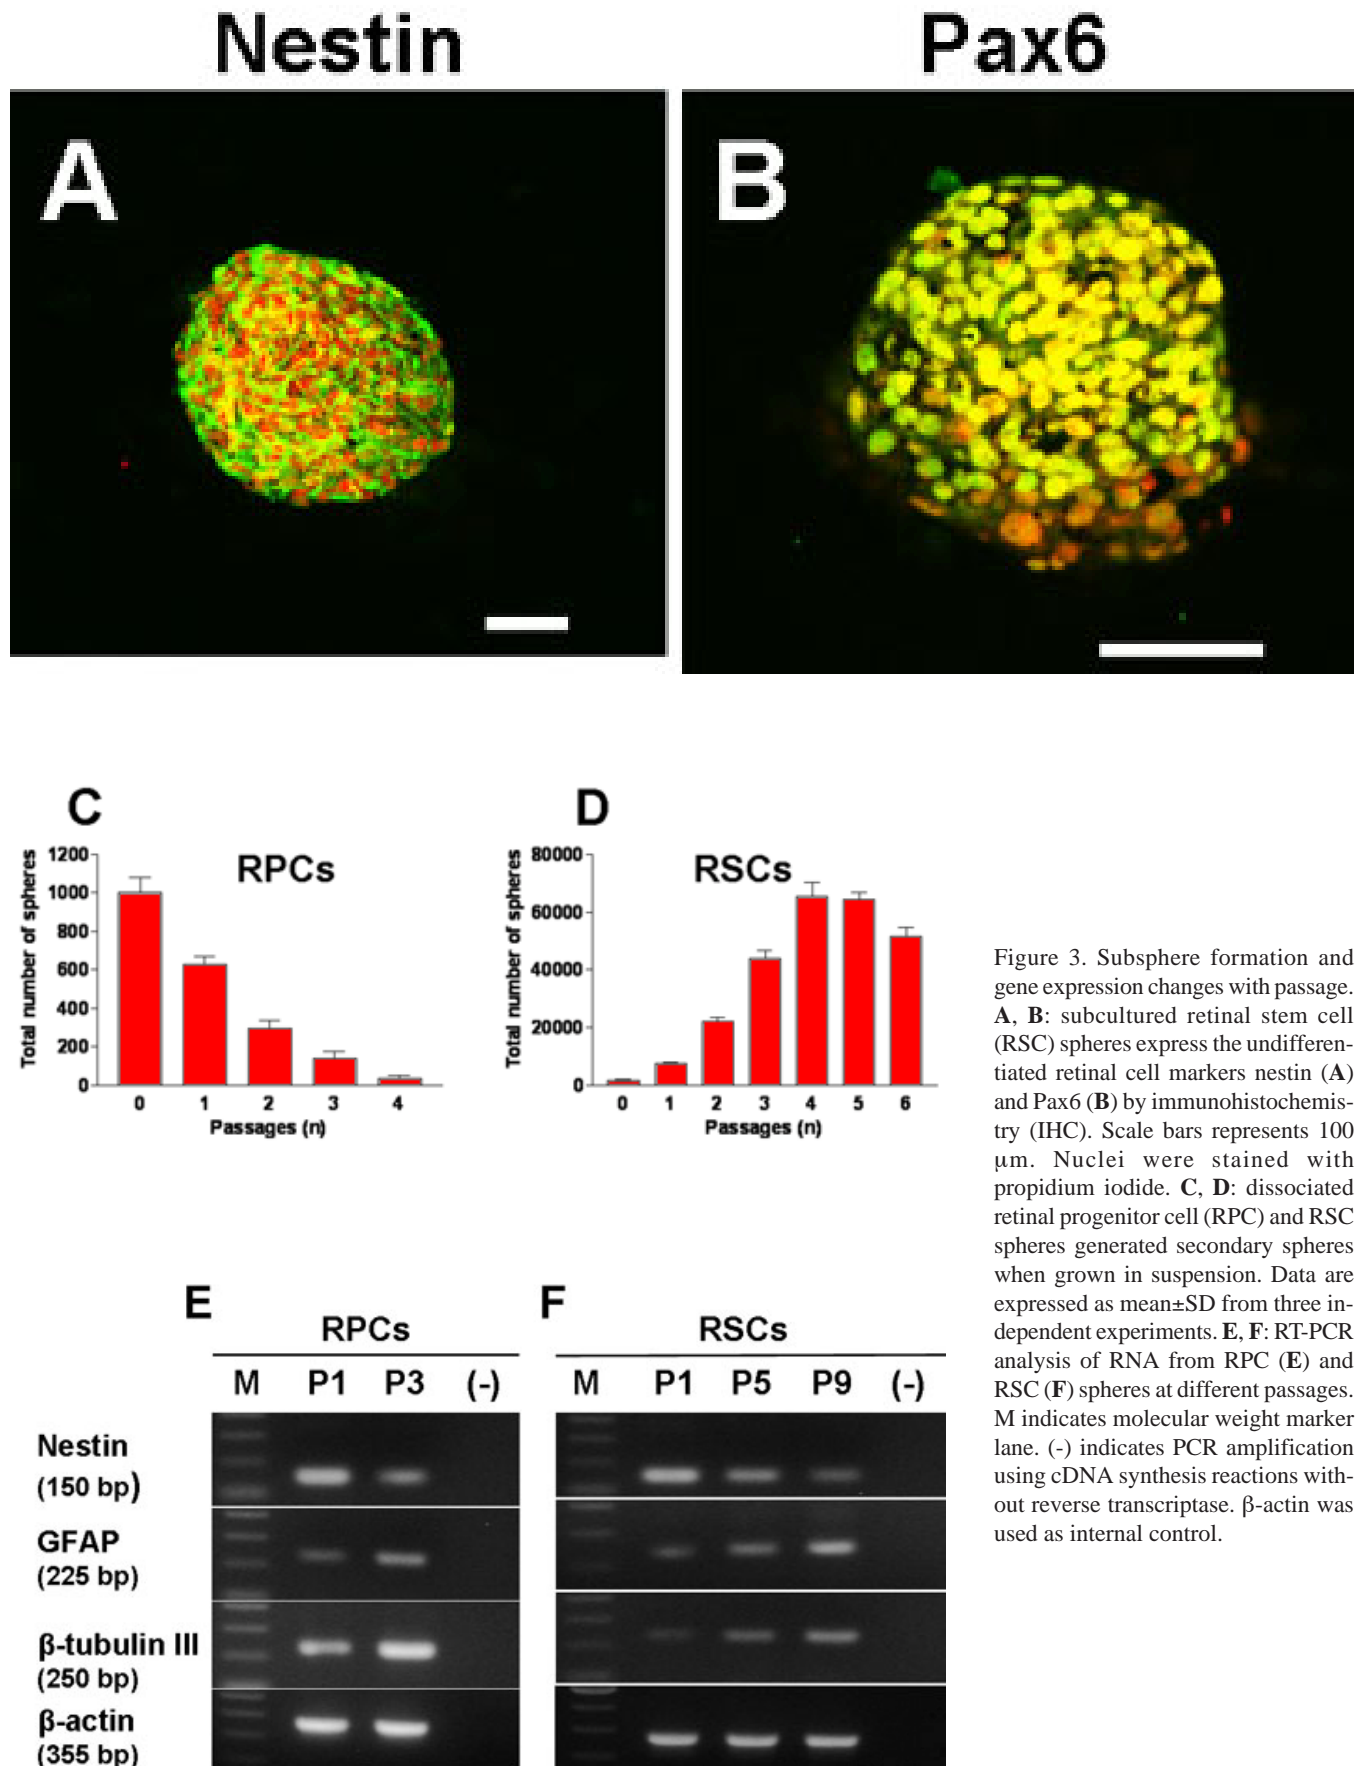 Nestin
Pax6
A
B
C
RPCs
Total number of spheres
1200
1000
800
600
400
200
0
0 1 2 3 4
Passages (n)
D
RSCs
Total number of spheres
80000
60000
40000
20000
0
0 1 2 3 4 5 6
Passages (n)
E
RPCs
M P1 P3 (-)
F
RSCs
M P1 P5 P9 (-)
Nestin
(150 bp)
GFAP
(225 bp)
β-tubulin III
(250 bp)
β-actin
(355 bp)
Figure 3. Subsphere formation and
gene expression changes with passage.
A, B: subcultured retinal stem cell
(RSC) spheres express the undifferen-
tiated retinal cell markers nestin (A)
and Pax6 (B) by immunohistochemis-
try (IHC). Scale bars represents 100
µm. Nuclei were stained with
propidium iodide. C, D: dissociated
retinal progenitor cell (RPC) and RSC
spheres generated secondary spheres
when grown in suspension. Data are
expressed as mean±SD from three in-
dependent experiments. E, F: RT-PCR
analysis of RNA from RPC (E) and
RSC (F) spheres at different passages.
M indicates molecular weight marker
lane. (-) indicates PCR amplification
using cDNA synthesis reactions with-
out reverse transcriptase. β-actin was
used as internal control.